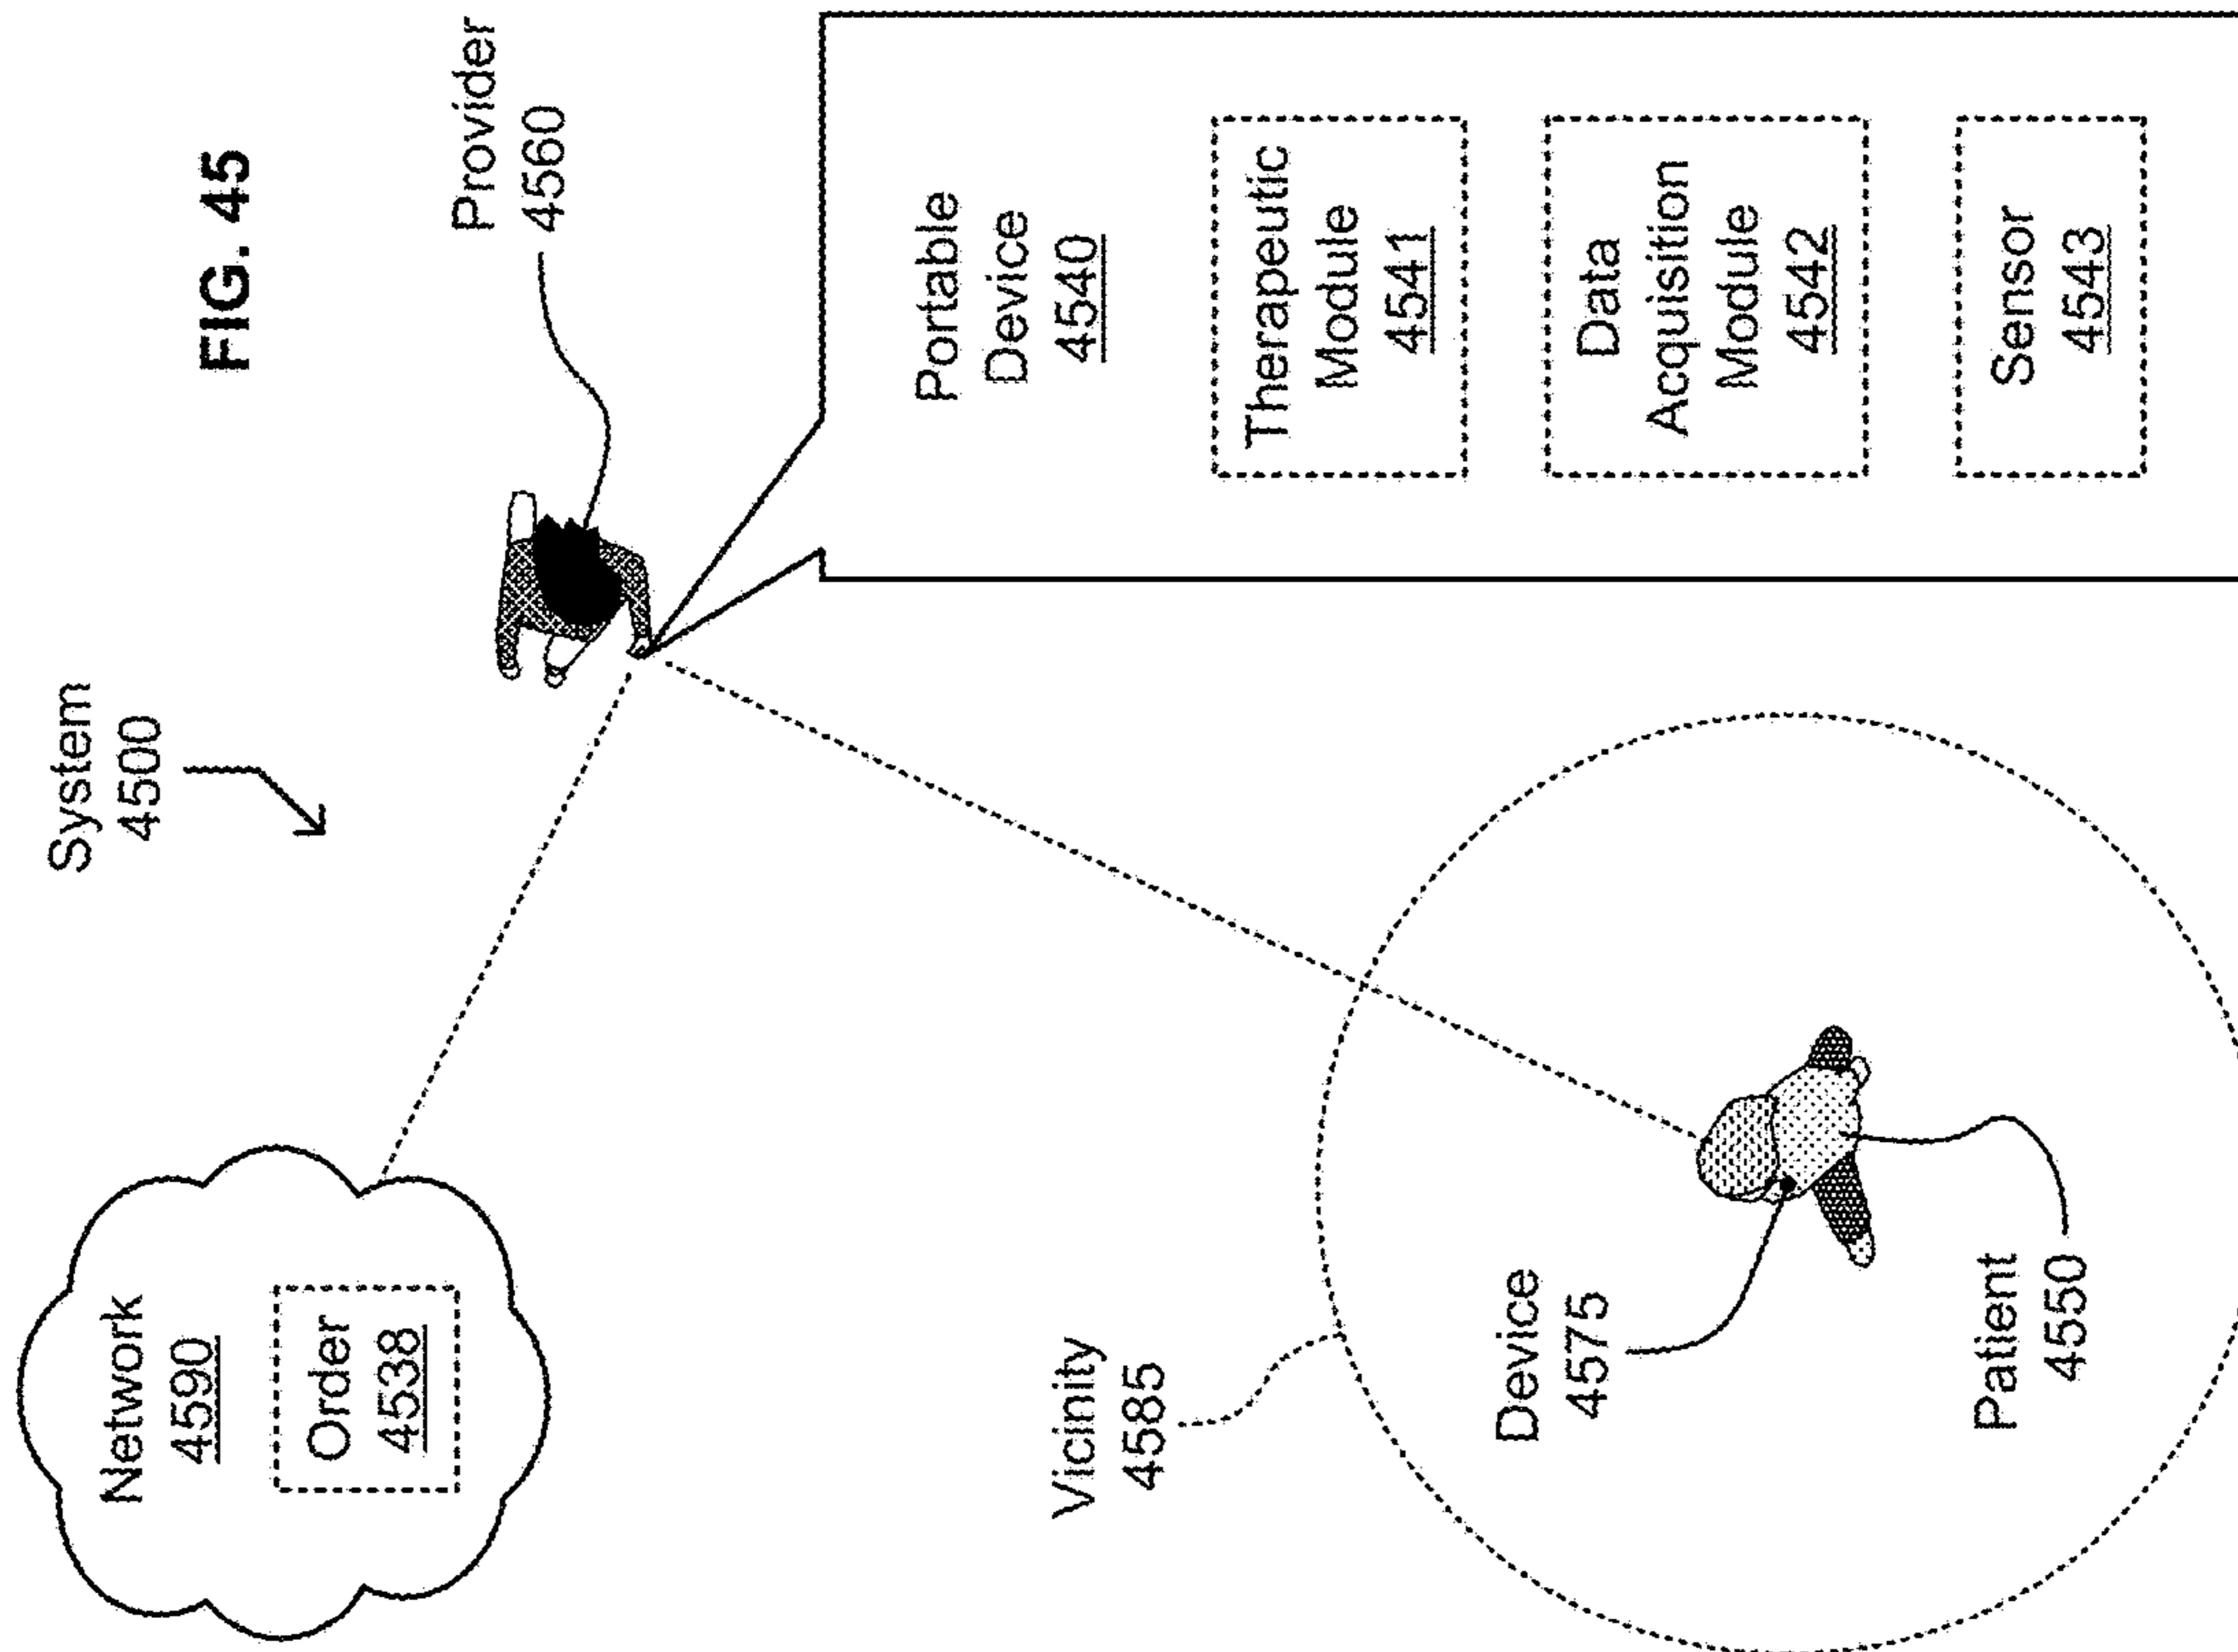 FIG. 45
System
4500
Network
4590
Order
4538
Provider
4560
Vicinity
4585
Device
4575
Patient
4550
Portable
Device
4540
Therapeutic
Module
4541
Data
Acquisition
Module
4542
Sensor
4543